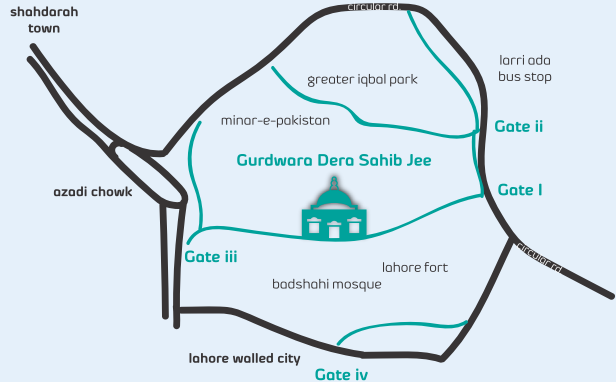 shahdarah
town
circular rd.
larri ada
bus stop
greater iqbal park
minar-e-pakistan
Gate ii
Gurdwara Dera Sahib Jee
azadi chowk
Gate I
Gate iii
circular rd.
lahore fort
badshahi mosque
lahore walled city
Gate iv